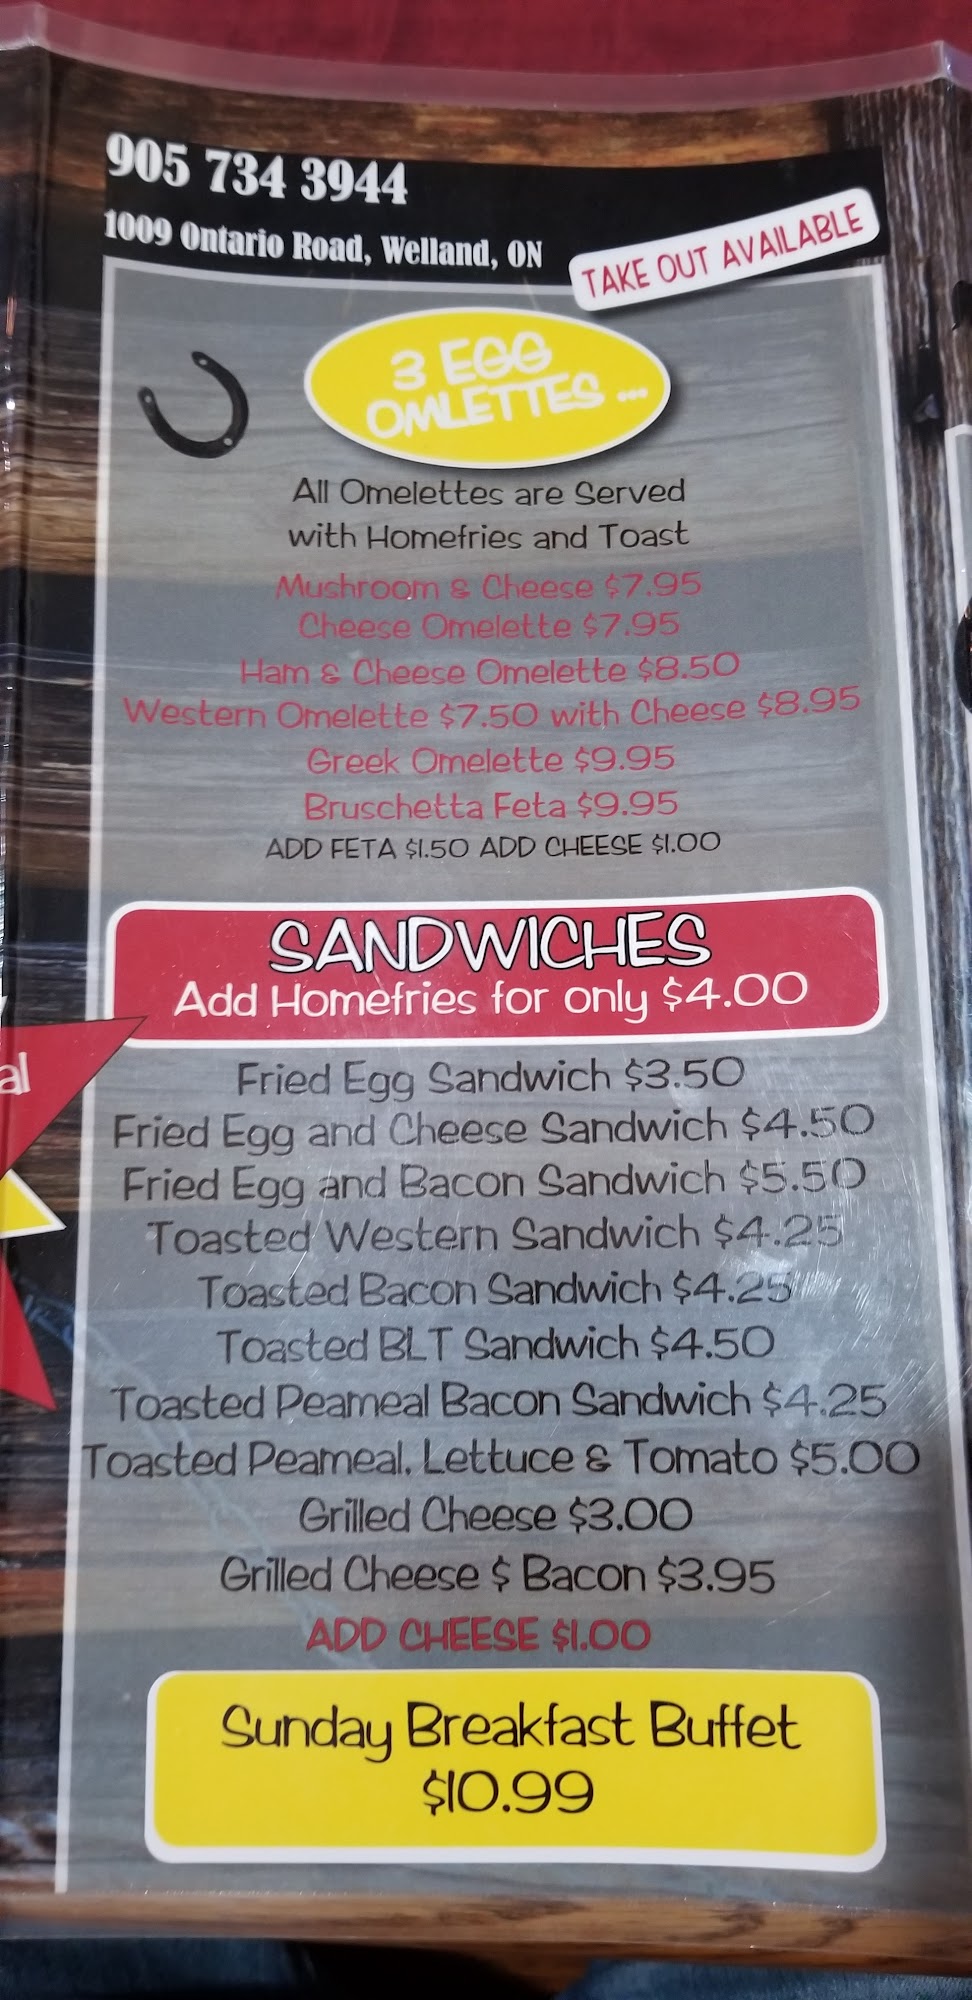 905 734 3944
1009 Ontario Road, Welland, ON
TAKE OUT AVAILABLE
3 EGG
OMLETTES ...
All Omelettes are Served
with Homefries and Toast
Mushroom & Cheese $7.95
Cheese Omelette $7.95
Ham & Cheese Omelette $8.50
Western Omelette $7.50 with Cheese $8.95
Greek Omelette $9.95
Bruschetta Feta $9.95
ADD FETA $1.50 ADD CHEESE $1.00
SANDWICHES
Add Homefries for only $4.00
al
Fried Egg Sandwich $3.50
Fried Egg and Cheese Sandwich $4.50
Fried Egg and Bacon Sandwich $5.50
Toasted Western Sandwich $4.25
Toasted Bacon Sandwich $4.25
Toasted BLT Sandwich $4.50
Toasted Peameal Bacon Sandwich $4.25
Toasted Peameal, Lettuce & Tomato $5.00
Grilled Cheese $3.00
Grilled Cheese $ Bacon $3.95
ADD CHEESE $1.00
Sunday Breakfast Buffet
$10.99